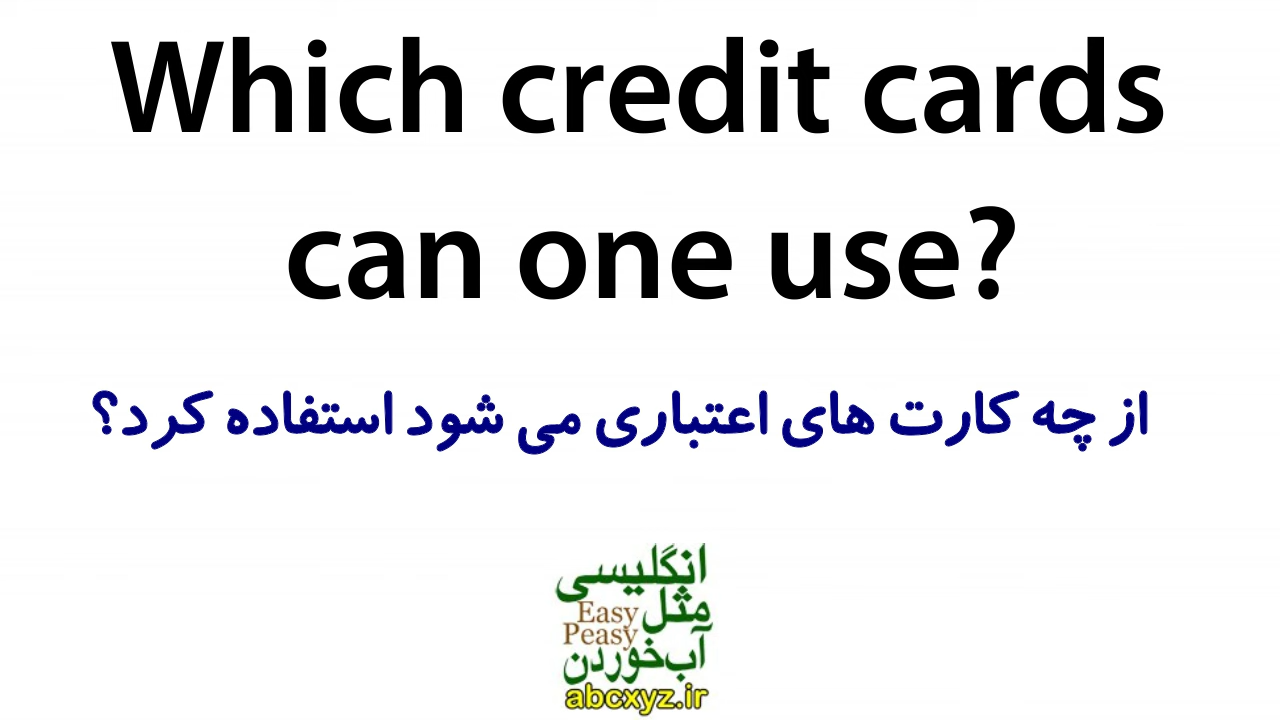 Which credit cards
can one use?
از چه کارت های اعتباری می شود استفاده کرد؟
انگلیسی
مثل
Easy
Peasy
آب‌خوردن
abcxyz.ir